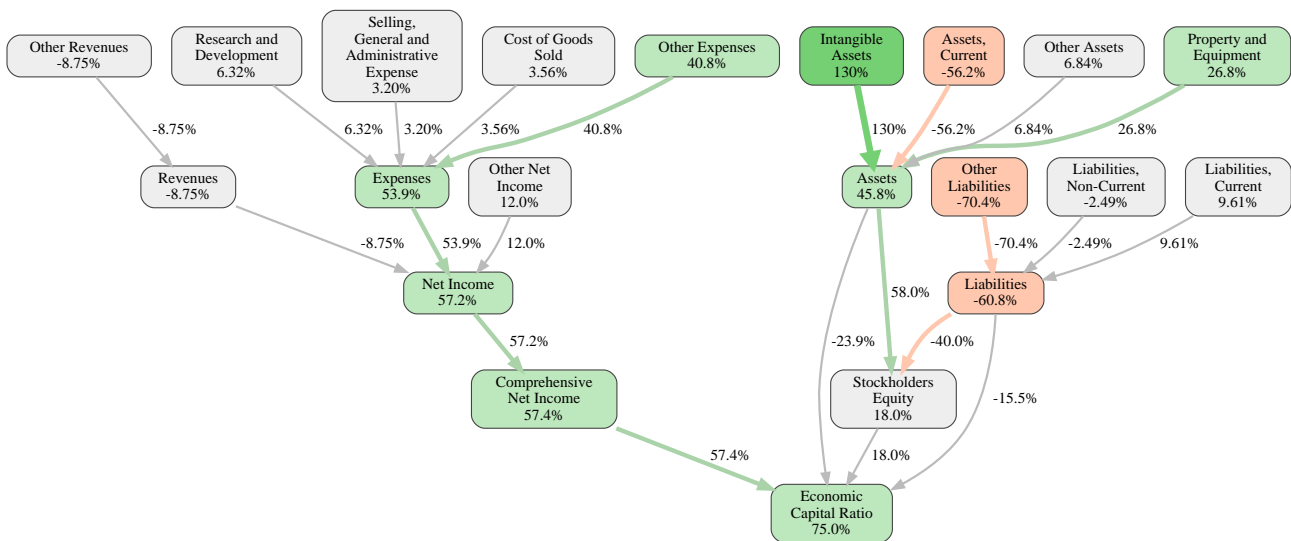 Other Revenues
-8.75%
Research and
Development
6.32%
Selling,
General and
Administrative
Expense
3.20%
Cost of Goods
Sold
3.56%
Other Expenses
40.8%
Intangible
Assets
130%
Assets,
Current
-56.2%
Other Assets
6.84%
Property and
Equipment
26.8%
-8.75%
6.32%
3.20%
3.56%
40.8%
130%
-56.2%
6.84%
26.8%
Revenues
-8.75%
Expenses
53.9%
Other Net
Income
12.0%
Assets
45.8%
Other
Liabilities
-70.4%
Liabilities,
Non-Current
-2.49%
Liabilities,
Current
9.61%
-8.75%
53.9%
12.0%
-70.4%
-2.49%
9.61%
Net Income
57.2%
58.0%
Liabilities
-60.8%
57.2%
-23.9%
-40.0%
Comprehensive
Net Income
57.4%
Stockholders
Equity
18.0%
-15.5%
57.4%
18.0%
Economic
Capital Ratio
75.0%